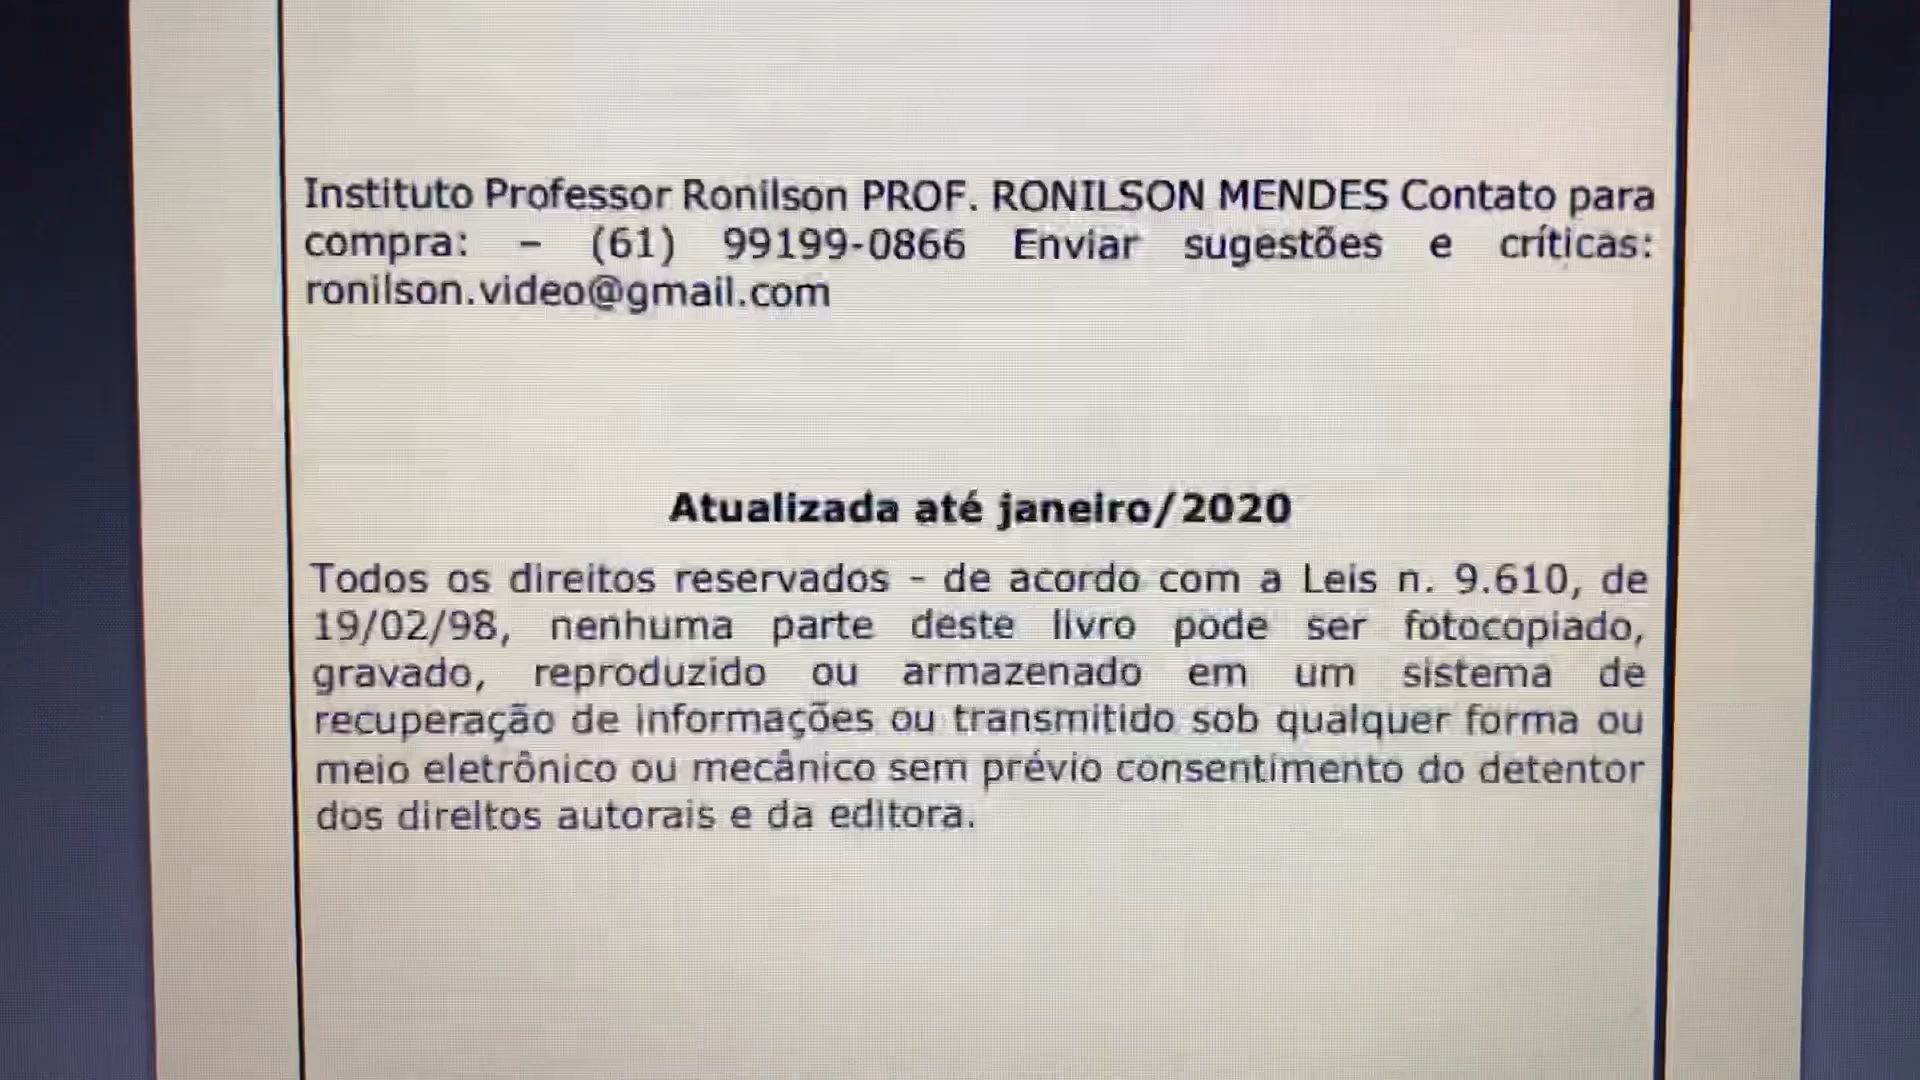 Instituto Professor Ronilson PROF. RONILSON MENDES Contato para
compra: – (61) 99199-0866 Enviar sugestões e críticas:
ronilson.video@gmail.com
Atualizada até janeiro/2020
Todos os direitos reservados - de acordo com a Leis n. 9.610, de
19/02/98, nenhuma parte deste livro pode ser fotocopiado,
gravado, reproduzido ou armazenado em um sistema de
recuperação de informações ou transmitido sob qualquer forma ou
meio eletrônico ou mecânico sem prévio consentimento do detentor
dos direitos autorais e da editora.